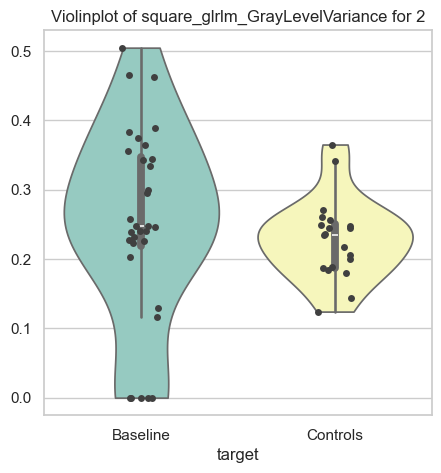 Violinplot of square_glrlm_GrayLevelVariance for 2
0.5
0.4
0.3
0.2
0.1
0.0
Baseline
Controls
target